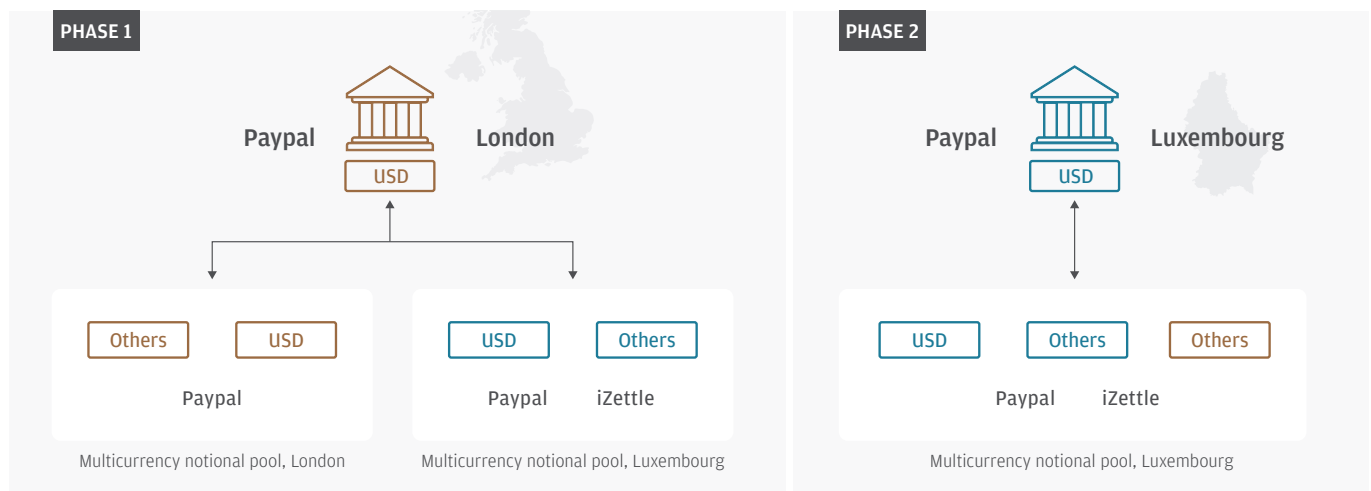 PHASE 1
Paypal
London
USD
Others
USD
Paypal
Multicurrency notional pool, London
USD
Others
Paypal iZettle
Multicurrency notional pool, Luxembourg
PHASE 2
Paypal
Luxembourg
USD
USD
Others
Others
Paypal iZettle
Multicurrency notional pool, Luxembourg